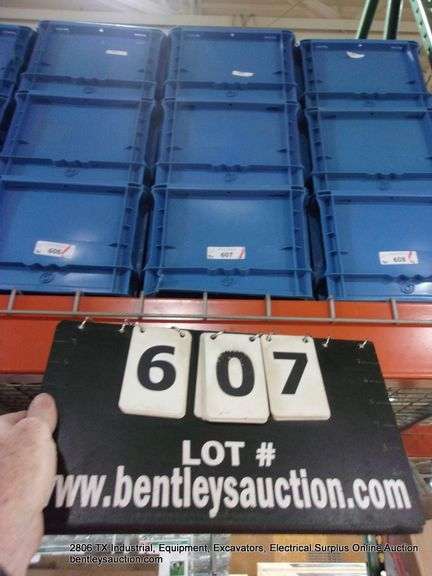 606
607
608
607
LOT #
www.bentleysauction.com
2806 TX Industrial, Equipment, Excavators, Electrical Surplus Online Auction
bentleysauction.com